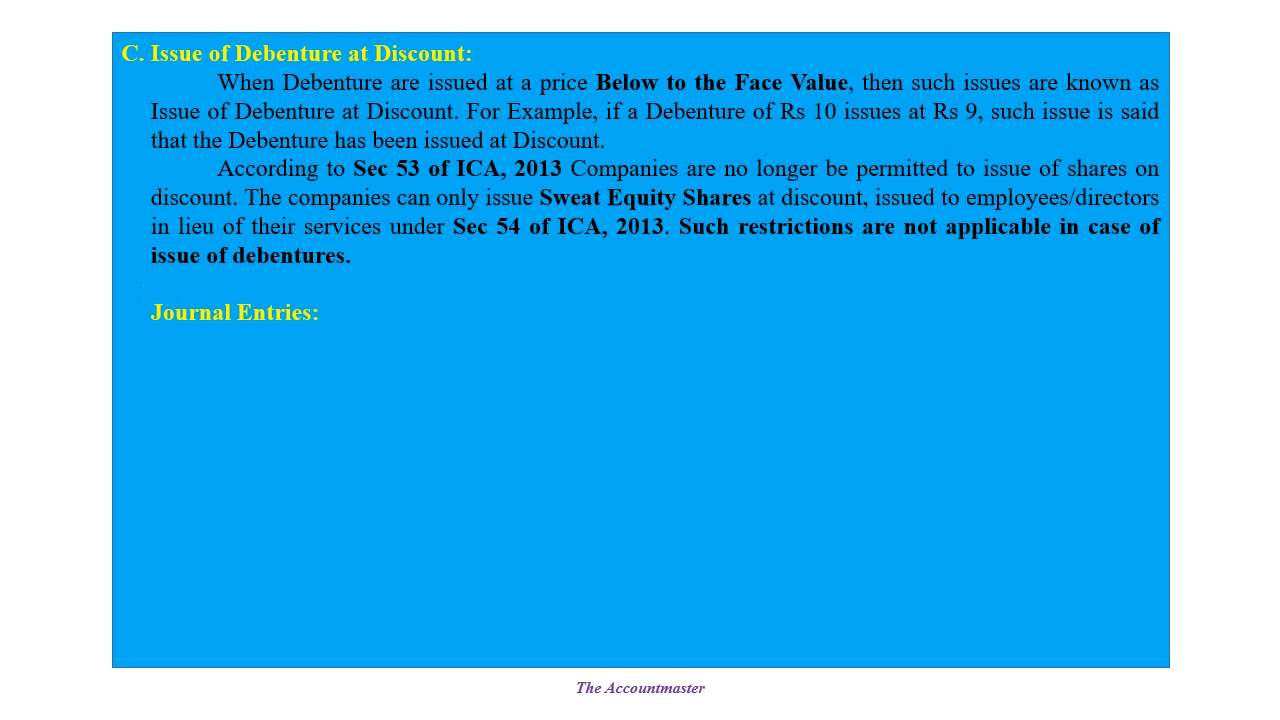 C. Issue of Debenture at Discount:
When Debenture are issued at a price Below to the Face Value, then such issues are known as
Issue of Debenture at Discount. For Example, if a Debenture of Rs 10 issues at Rs 9, such issue is said
that the Debenture has been issued at Discount.
According to Sec 53 of ICA, 2013 Companies are no longer be permitted to issue of shares on
discount. The companies can only issue Sweat Equity Shares at discount, issued to employees/directors
in lieu of their services under Sec 54 of ICA, 2013. Such restrictions are not applicable in case of
issue of debentures.
Journal Entries:
The Accountmaster